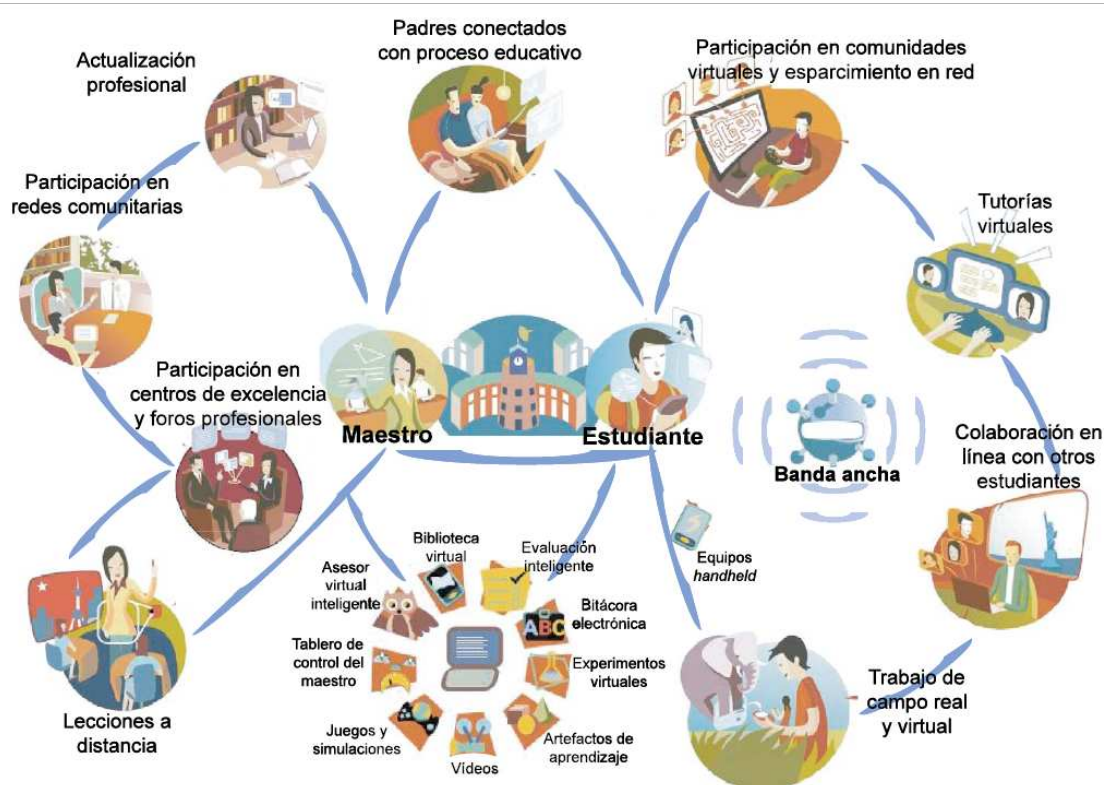 Padres conectados
con proceso educativo
Actualización
profesional
Participación en comunidades
virtuales y esparcimiento en red
Participación en
redes comunitarias
Tutorías
virtuales
Participación en
centros de excelencia
y foros profesionales
Maestro
Estudiante
Banda ancha
Colaboración en
línea con otros
estudiantes
Equipos
handheld
Biblioteca
virtual
Evaluación
inteligente
Asesor
virtual
inteligente
Bitácora
electrónica
ABC
Tablero de
control del
maestro
Experimentos
virtuales
Juegos y
simulaciones
Vídeos
Artefactos de
aprendizaje
Lecciones a
distancia
Trabajo de
campo real
y virtual